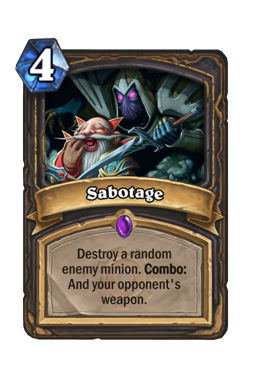 4
Sabotage
Destroy a random
enemy minion. Combo:
And your opponent's
weapon.